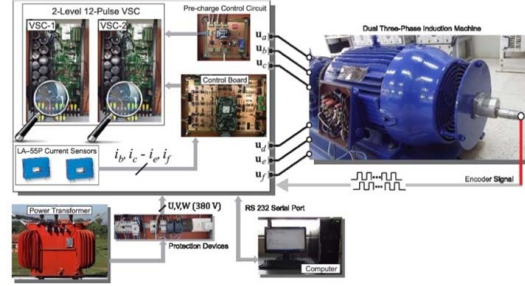 2-Level 12-Pulse VSC
VSC-1
VSC-2
Pre-charge Control Circuit
Control Board
LA-55P Current Sensors
i_b, i_c - i_e, i_f
u_a
u_b
u_c
u_d
u_e
u_f
Dual Three-Phase Induction Machine
Encoder Signal
Power Transformer
U,V,W (380 V)
Protection Devices
RS 232 Serial Port
Computer